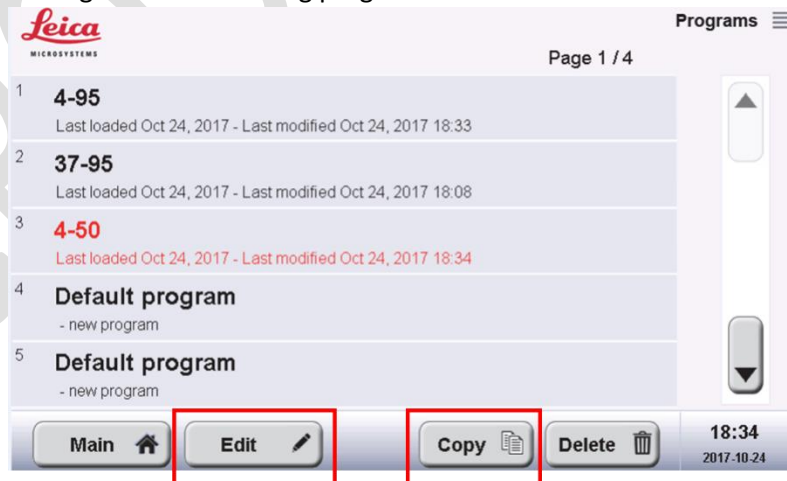 Leica
MICROSYSTEMS
Programs
Page 1 / 4
1 4-95
Last loaded Oct 24, 2017 - Last modified Oct 24, 2017 18:33
2 37-95
Last loaded Oct 24, 2017 - Last modified Oct 24, 2017 18:08
3 4-50
Last loaded Oct 24, 2017 - Last modified Oct 24, 2017 18:34
4 Default program
- new program
5 Default program
- new program
Main Edit Copy Delete 18:34
2017-10-24